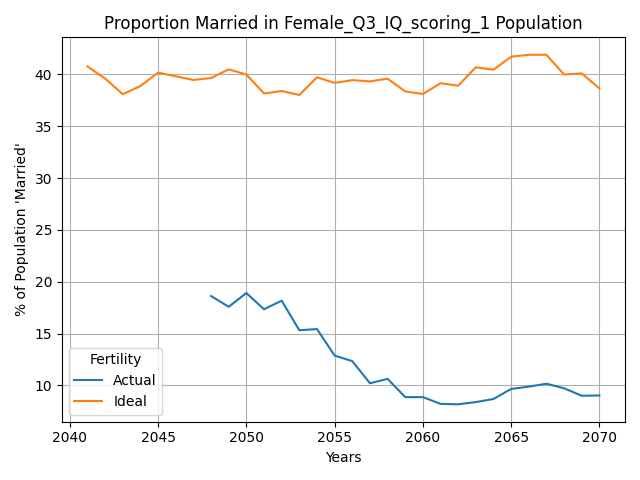 Proportion Married in Female_Q3_IQ_scoring_1 Population
% of Population 'Married'
40
35
30
25
20
15
10
Fertility
Actual
Ideal
2040 2045 2050 2055 2060 2065 2070
Years